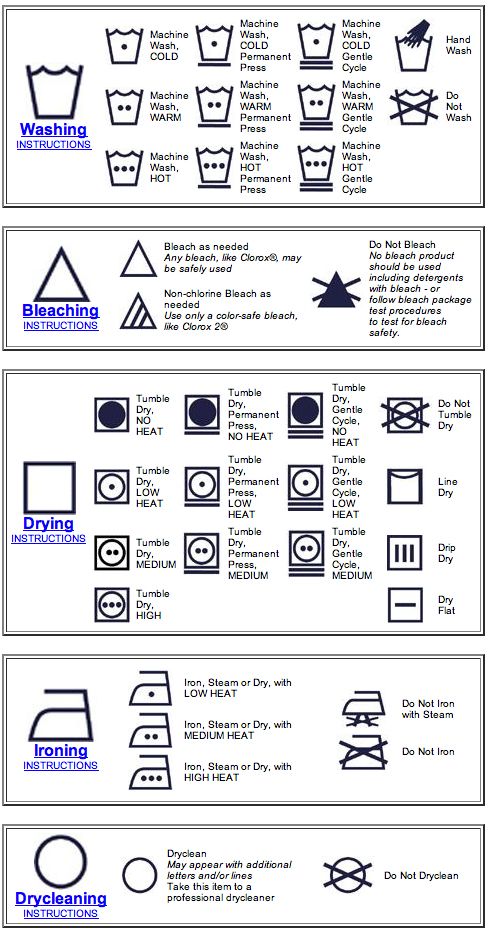 Washing
INSTRUCTIONS
Machine
Wash,
COLD
Machine
Wash,
COLD
Permanent
Press
Machine
Wash,
COLD
Gentle
Cycle
Hand
Wash
Machine
Wash,
WARM
Machine
Wash,
WARM
Permanent
Press
Machine
Wash,
WARM
Gentle
Cycle
Do
Not
Wash
Machine
Wash,
HOT
Machine
Wash,
HOT
Permanent
Press
Machine
Wash,
HOT
Gentle
Cycle
Bleaching
INSTRUCTIONS
Bleach as needed
Any bleach, like Clorox®, may
be safely used
Non-chlorine Bleach as
needed
Use only a color-safe bleach,
like Clorox 2®
Do Not Bleach
No bleach product
should be used
including detergents
with bleach - or
follow bleach package
test procedures
to test for bleach
safety.
Drying
INSTRUCTIONS
Tumble
Dry,
NO
HEAT
Tumble
Dry,
Permanent
Press,
NO HEAT
Tumble
Dry,
Gentle
Cycle,
NO
HEAT
Do Not
Tumble
Dry
Tumble
Dry,
LOW
HEAT
Tumble
Dry,
Permanent
Press,
LOW
HEAT
Tumble
Dry,
Gentle
Cycle,
LOW
HEAT
Line
Dry
Tumble
Dry,
MEDIUM
Tumble
Dry,
Permanent
Press,
MEDIUM
Tumble
Dry,
Gentle
Cycle,
MEDIUM
Drip
Dry
Tumble
Dry,
HIGH
Dry
Flat
Ironing
INSTRUCTIONS
Iron, Steam or Dry, with
LOW HEAT
Iron, Steam or Dry, with
MEDIUM HEAT
Iron, Steam or Dry, with
HIGH HEAT
Do Not Iron
with Steam
Do Not Iron
Drycleaning
INSTRUCTIONS
Dryclean
May appear with additional
letters and/or lines
Take this item to a
professional drycleaner
Do Not Dryclean